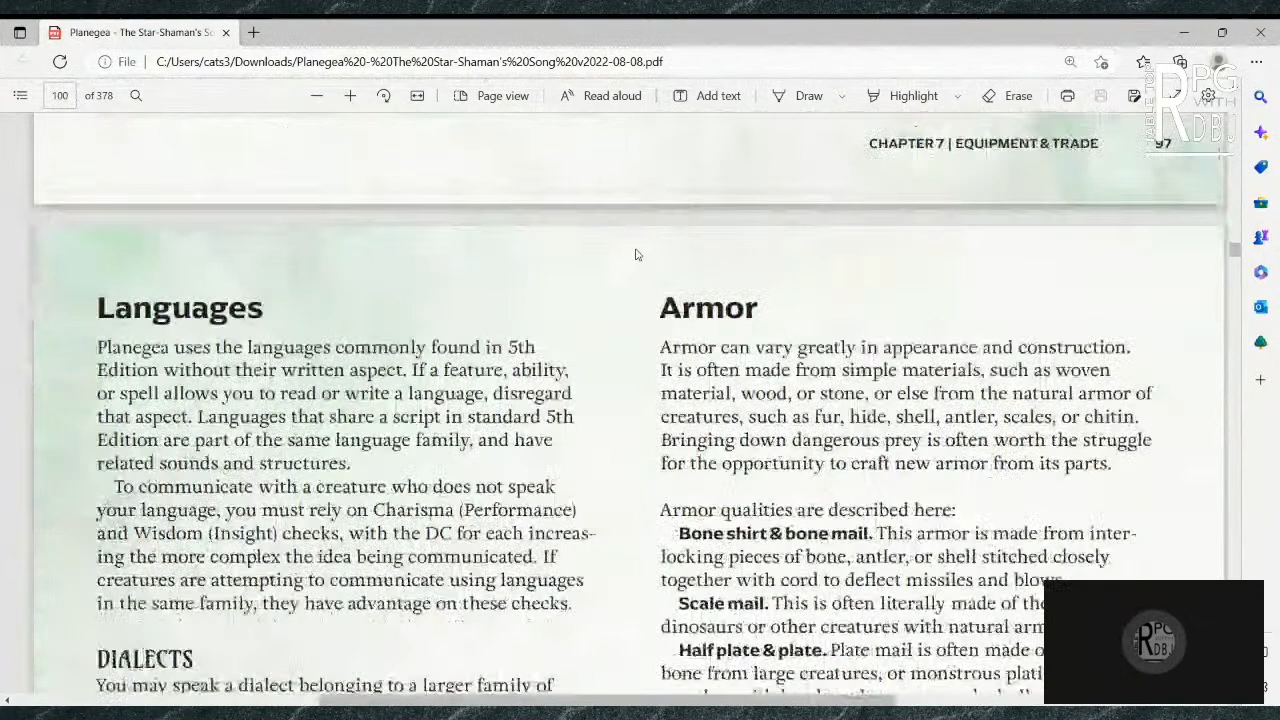 Planegea - The Star-Shaman's So
File
C:/Users/cats3/Downloads/Planegea%20-%20The%20Star-Shaman's%20Song%20v2022-08-08.pdf
100
of 378
Page view
Read aloud
Add text
Draw
Highlight
Erase
TABLE TOP
RPG
WITH
RDBU
CHAPTER 7 | EQUIPMENT & TRADE
97
Languages
Planegea uses the languages commonly found in 5th
Edition without their written aspect. If a feature, ability,
or spell allows you to read or write a language, disregard
that aspect. Languages that share a script in standard 5th
Edition are part of the same language family, and have
related sounds and structures.
To communicate with a creature who does not speak
your language, you must rely on Charisma (Performance)
and Wisdom (Insight) checks, with the DC for each increas-
ing the more complex the idea being communicated. If
creatures are attempting to communicate using languages
in the same family, they have advantage on these checks.
DIALECTS
You may speak a dialect belonging to a larger family of
Armor
Armor can vary greatly in appearance and construction.
It is often made from simple materials, such as woven
material, wood, or stone, or else from the natural armor of
creatures, such as fur, hide, shell, antler, scales, or chitin.
Bringing down dangerous prey is often worth the struggle
for the opportunity to craft new armor from its parts.
Armor qualities are described here:
Bone shirt & bone mail. This armor is made from inter-
locking pieces of bone, antler, or shell stitched closely
together with cord to deflect missiles and blows.
Scale mail. This is often literally made of the
dinosaurs or other creatures with natural arm
Half plate & plate. Plate mail is often made o
bone from large creatures, or monstrous plati
RPG
RDBU